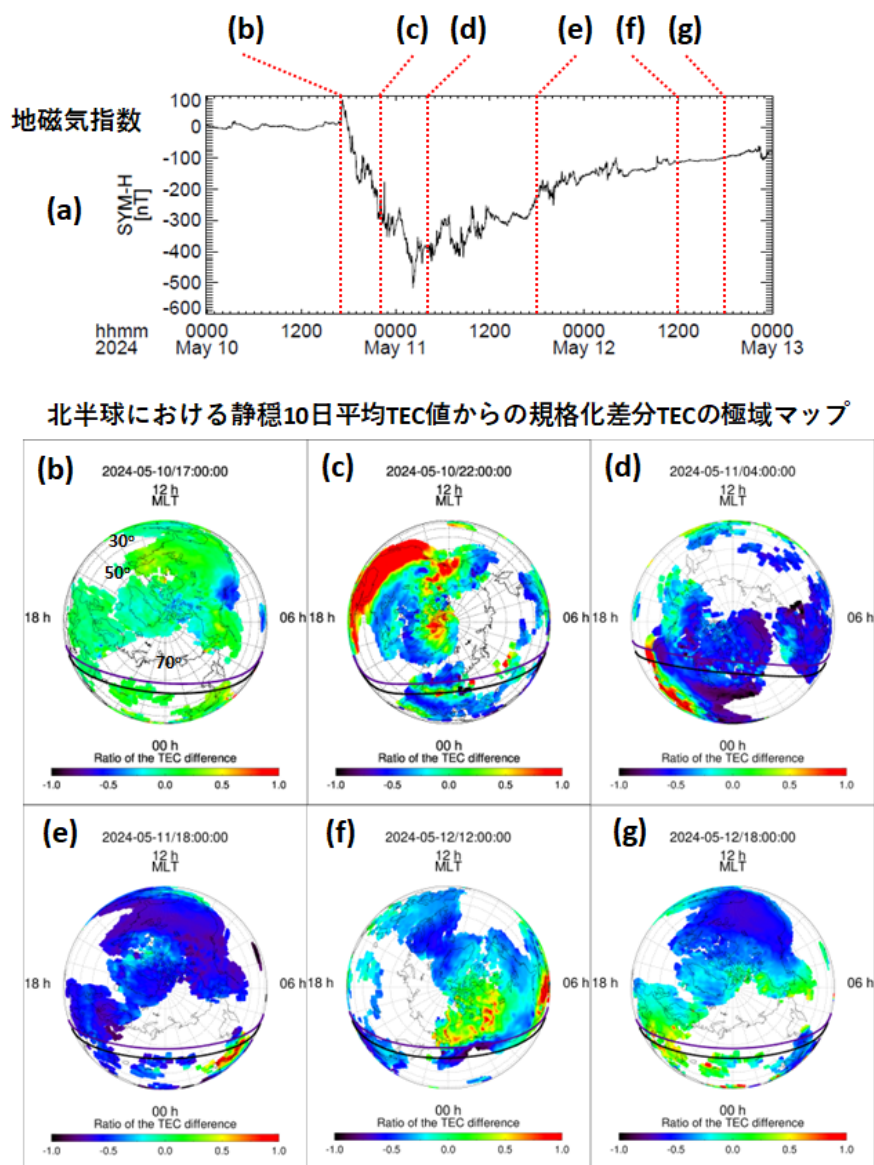 (b) (c) (d) (e) (f) (g)
地磁気指数
(a)
SYM-H
[nT]
100
0
-100
-200
-300
-400
-500
-600
hhmm 0000 1200 0000 1200 0000 1200 0000
2024 May 10 May 11 May 12 May 13
北半球における静穏10日平均TEC値からの規格化差分TECの極域マップ
(b)
2024-05-10/17:00:00
12 h
MLT
30°
50°
18 h 06 h
70°
00 h
Ratio of the TEC difference
-1.0 -0.5 0.0 0.5 1.0
(c)
2024-05-10/22:00:00
12 h
MLT
18 h 06 h
00 h
Ratio of the TEC difference
-1.0 -0.5 0.0 0.5 1.0
(d)
2024-05-11/04:00:00
12 h
MLT
18 h 06 h
00 h
Ratio of the TEC difference
-1.0 -0.5 0.0 0.5 1.0
(e)
2024-05-11/18:00:00
12 h
MLT
18 h 06 h
00 h
Ratio of the TEC difference
-1.0 -0.5 0.0 0.5 1.0
(f)
2024-05-12/12:00:00
12 h
MLT
18 h 06 h
00 h
Ratio of the TEC difference
-1.0 -0.5 0.0 0.5 1.0
(g)
2024-05-12/18:00:00
12 h
MLT
18 h 06 h
00 h
Ratio of the TEC difference
-1.0 -0.5 0.0 0.5 1.0